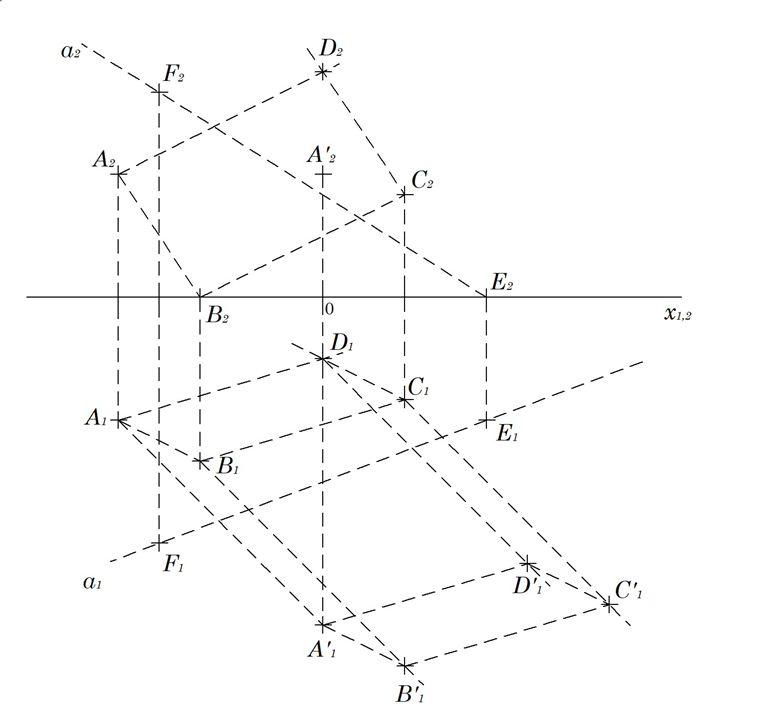 a₂
F₂
D₂
A₂
A'₂
C₂
B₂
0
E₂
x₁,₂
D₁
A₁
B₁
C₁
E₁
a₁
F₁
D'₁
C'₁
A'₁
B'₁